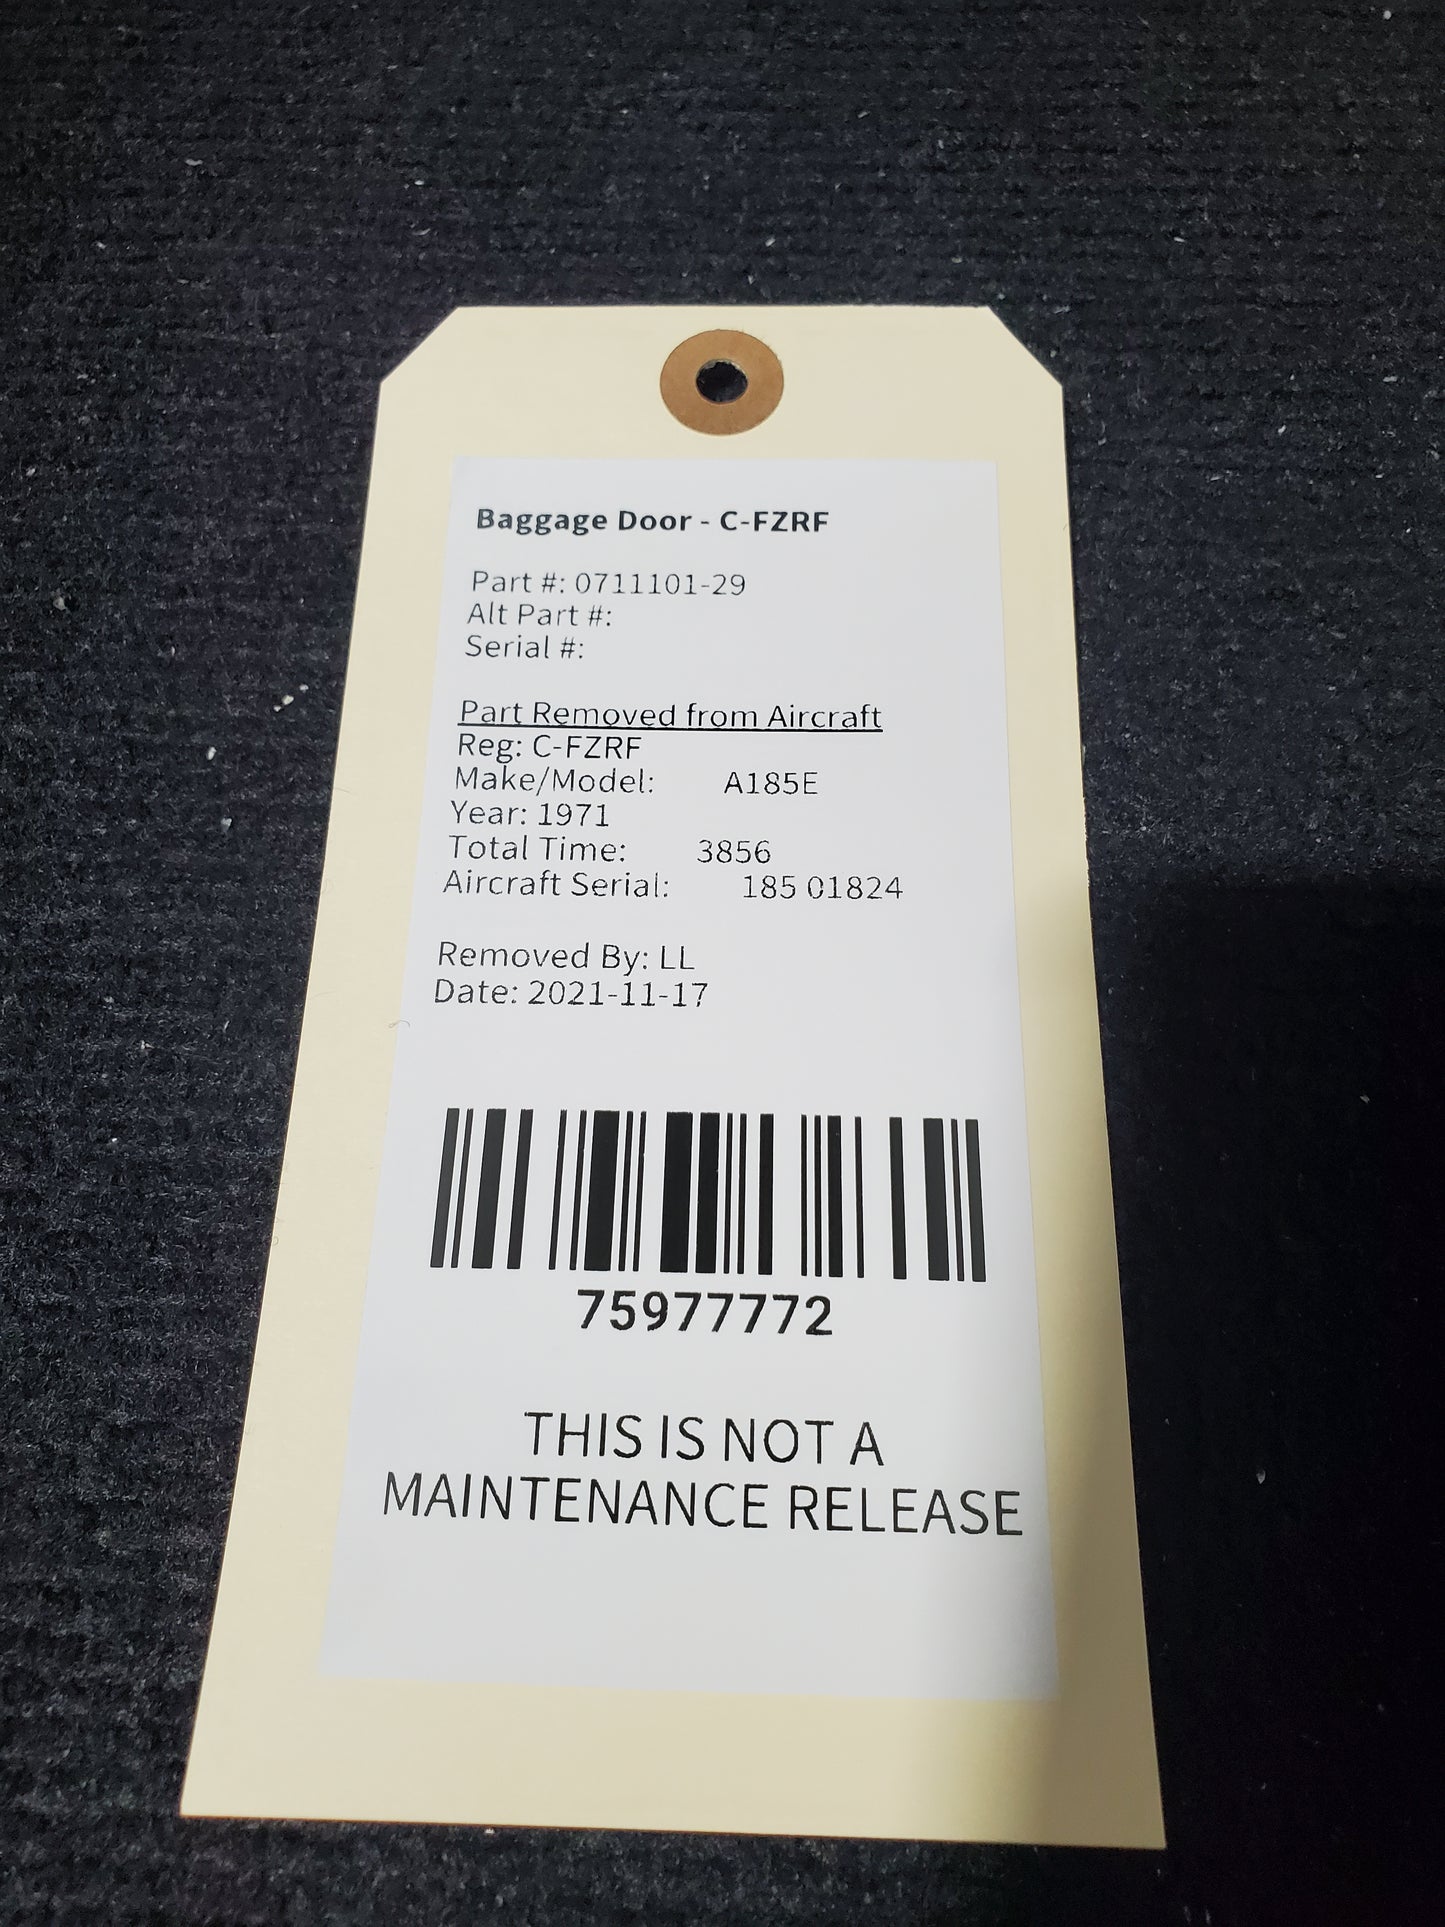 Baggage Door - C-FZRF
Part #: 0711101-29
Alt Part #:
Serial #:
Part Removed from Aircraft
Reg: C-FZRF
Make/Model: A185E
Year: 1971
Total Time: 3856
Aircraft Serial: 185 01824
Removed By: LL
Date: 2021-11-17
75977772
THIS IS NOT A
MAINTENANCE RELEASE